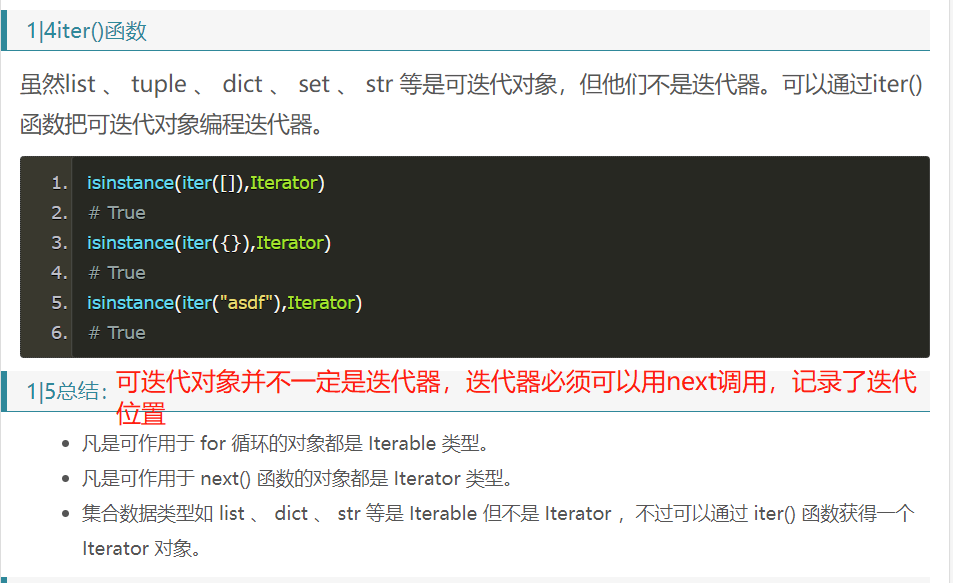 1|4iter()函数
虽然list 、 tuple 、 dict 、 set 、 str 等是可迭代对象，但他们不是迭代器。可以通过iter()
函数把可迭代对象编程迭代器。
1. isinstance(iter([]),Iterator)
2. # True
3. isinstance(iter({}),Iterator)
4. # True
5. isinstance(iter("asdf"),Iterator)
6. # True
1|5总结： 可迭代对象并不一定是迭代器，迭代器必须可以用next调用，记录了迭代
位置
• 凡是可作用于 for 循环的对象都是 Iterable 类型。
• 凡是可作用于 next() 函数的对象都是 Iterator 类型。
• 集合数据类型如 list 、 dict 、 str 等是 Iterable 但不是 Iterator ，不过可以通过 iter() 函数获得一个
Iterator 对象。